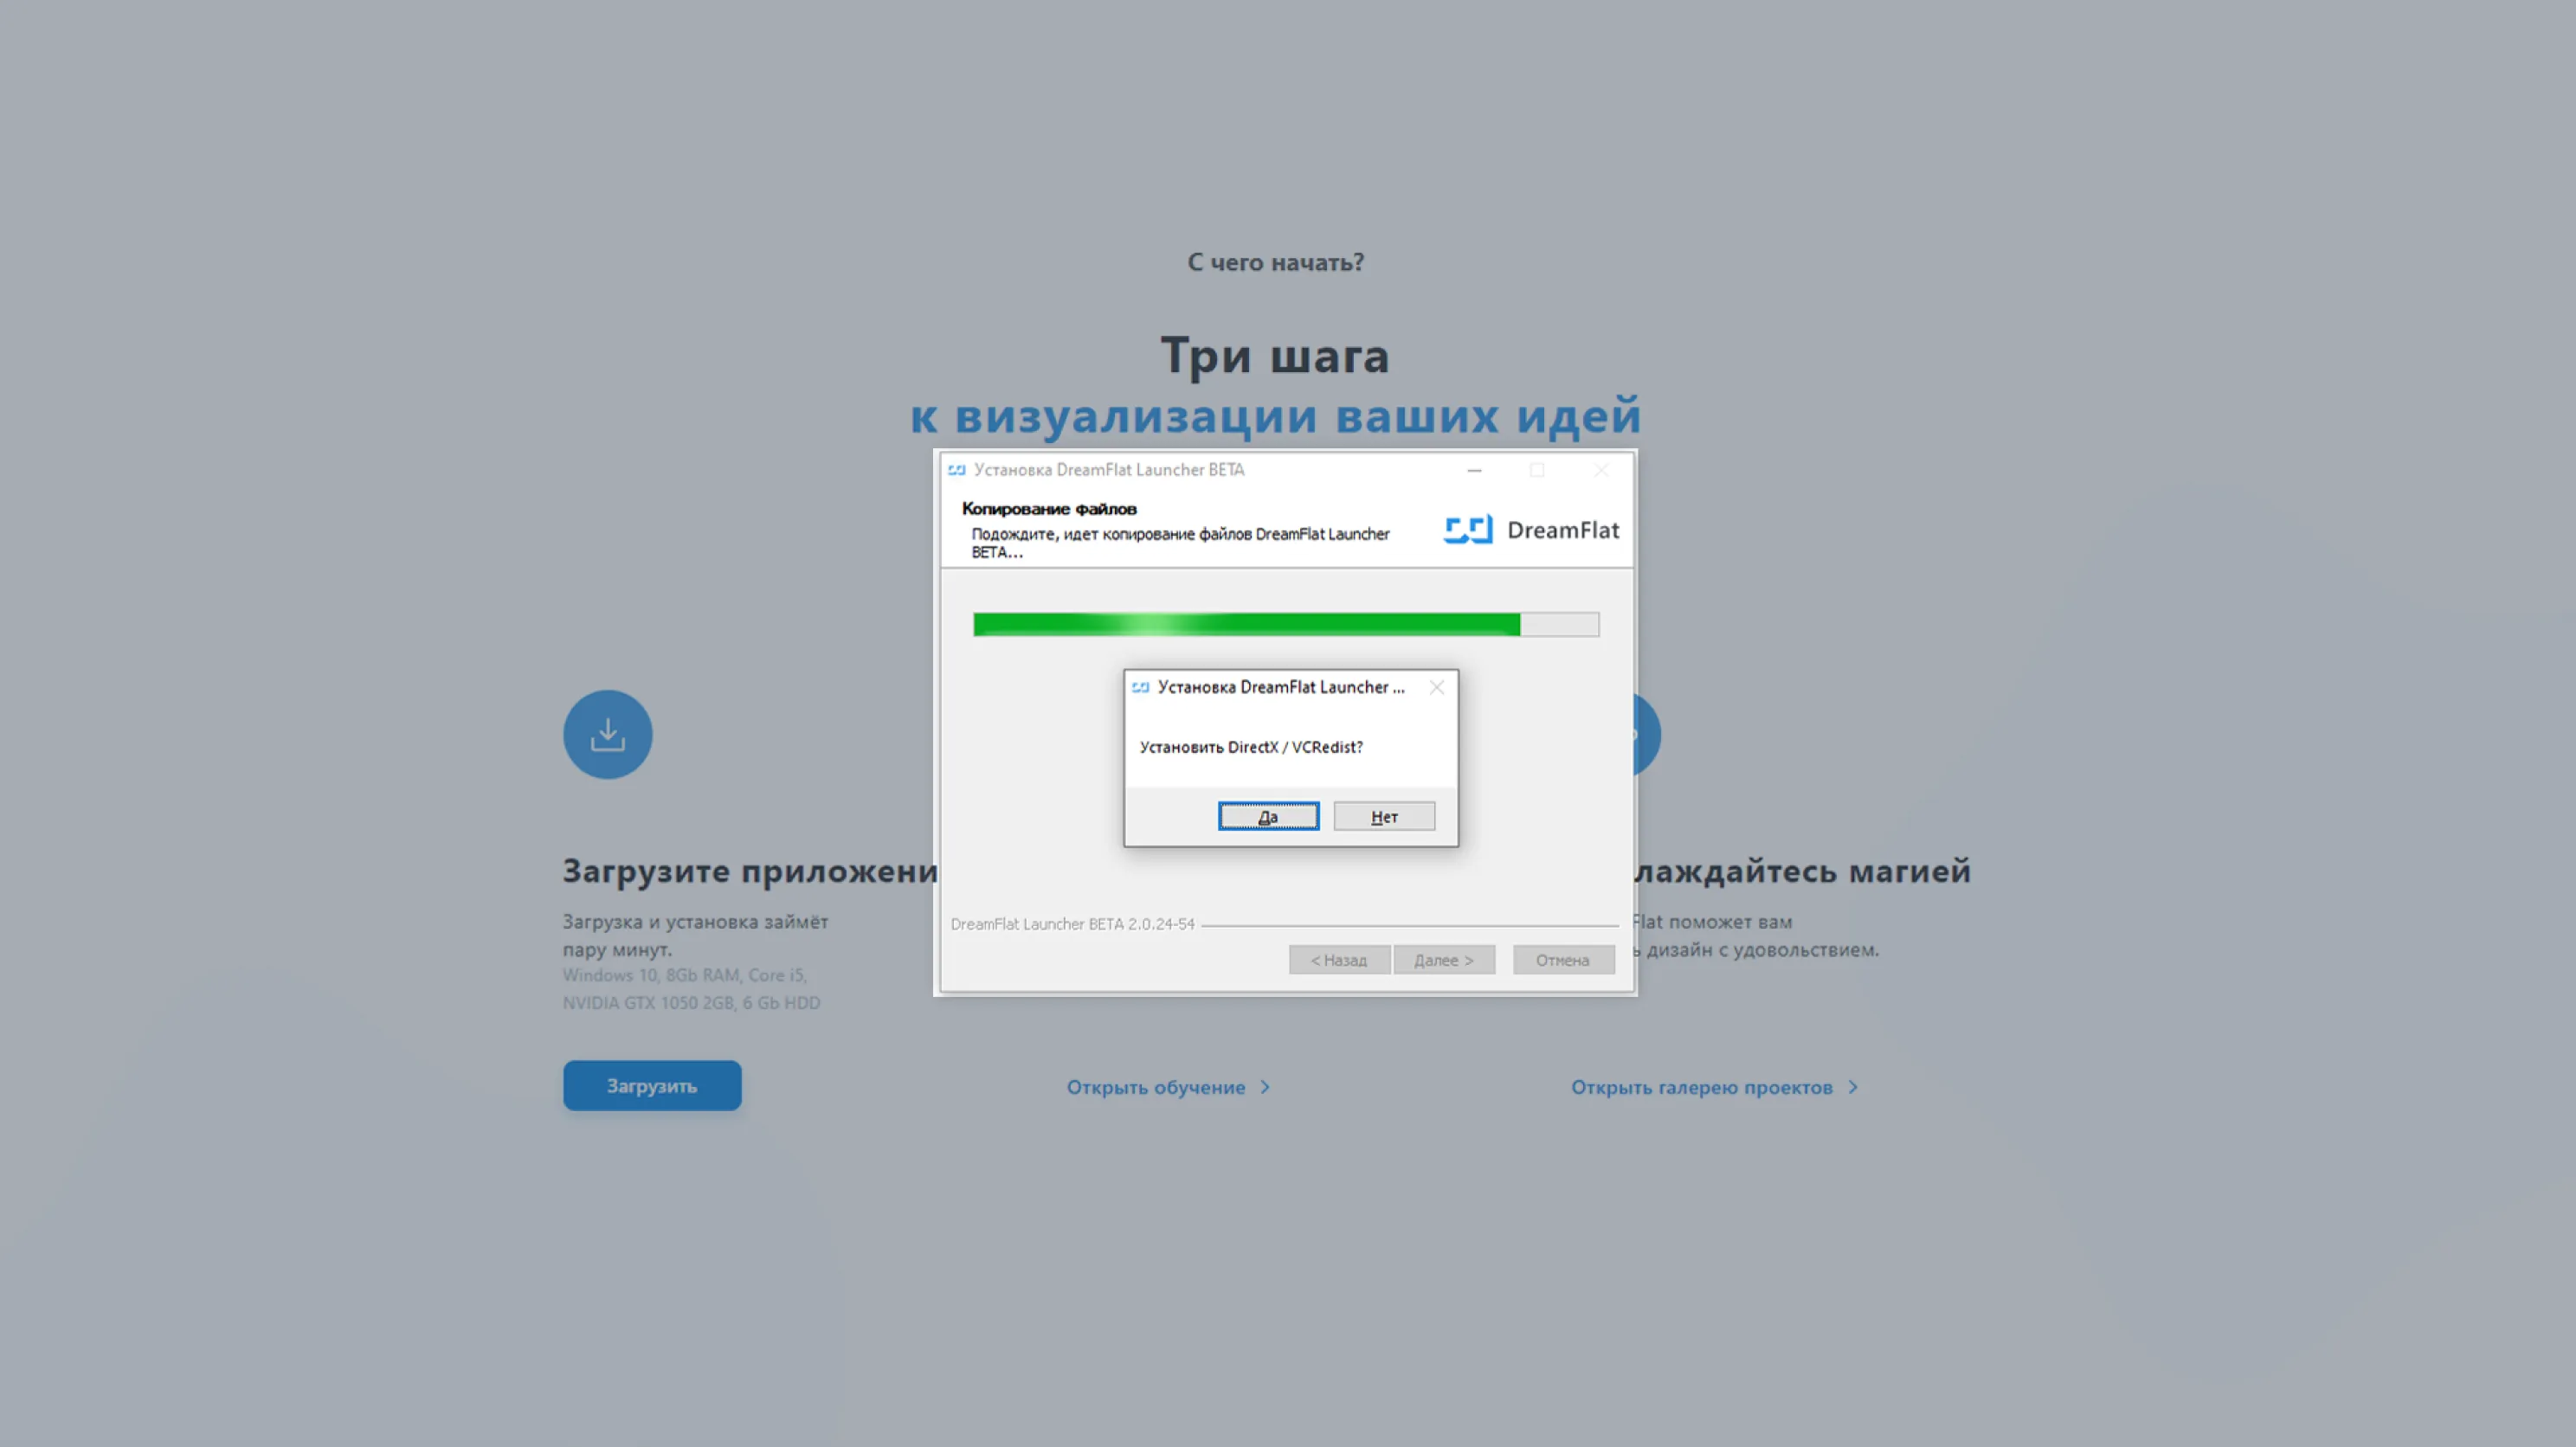 С чего начать?
Три шага
к визуализации ваших идей
Установка DreamFlat Launcher BETA
Копирование файлов
Подождите, идет копирование файлов DreamFlat Launcher
BETA...
DreamFlat
Установка DreamFlat Launcher ...
Установить DirectX / VCRedist?
Да
Нет
DreamFlat Launcher BETA 2.0.24-54
< Назад
Далее >
Отмена
Загрузите приложени
Загрузка и установка займёт
пару минут.
Windows 10, 8Gb RAM, Core i5,
NVIDIA GTX 1050 2GB, 6 Gb HDD
Загрузить
Открыть обучение
лаждайтесь магией
Flat поможет вам
ь дизайн с удовольствием.
Открыть галерею проектов